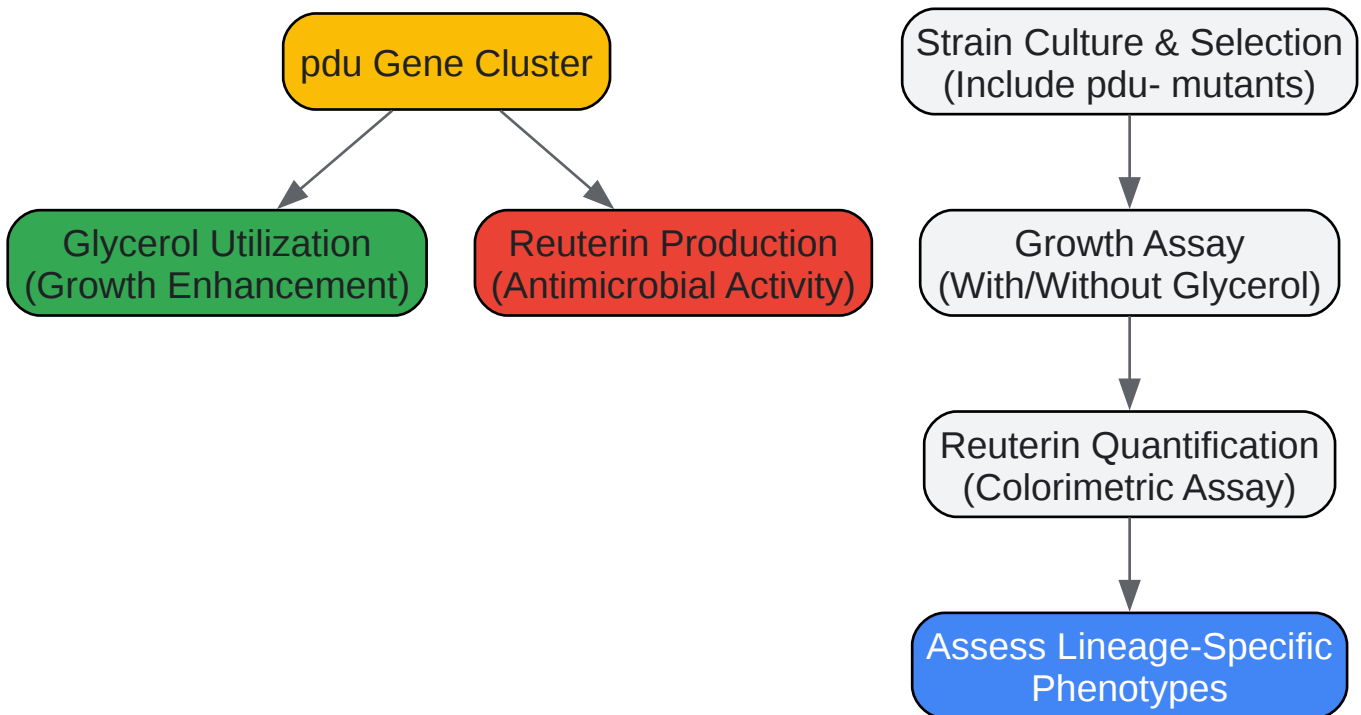 pdu Gene Cluster
Glycerol Utilization
(Growth Enhancement)
Reuterin Production
(Antimicrobial Activity)
Strain Culture & Selection
(Include pdu- mutants)
Growth Assay
(With/Without Glycerol)
Reuterin Quantification
(Colorimetric Assay)
Assess Lineage-Specific
Phenotypes